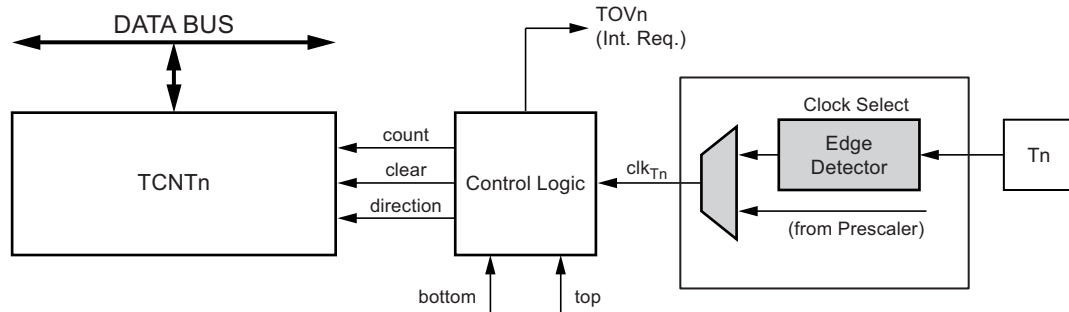 DATA BUS
TOVn
(Int. Req.)
TCNTn
count
clear
direction
Control Logic
clkTn
Clock Select
Edge
Detector
Tn
(from Prescaler)
bottom
top